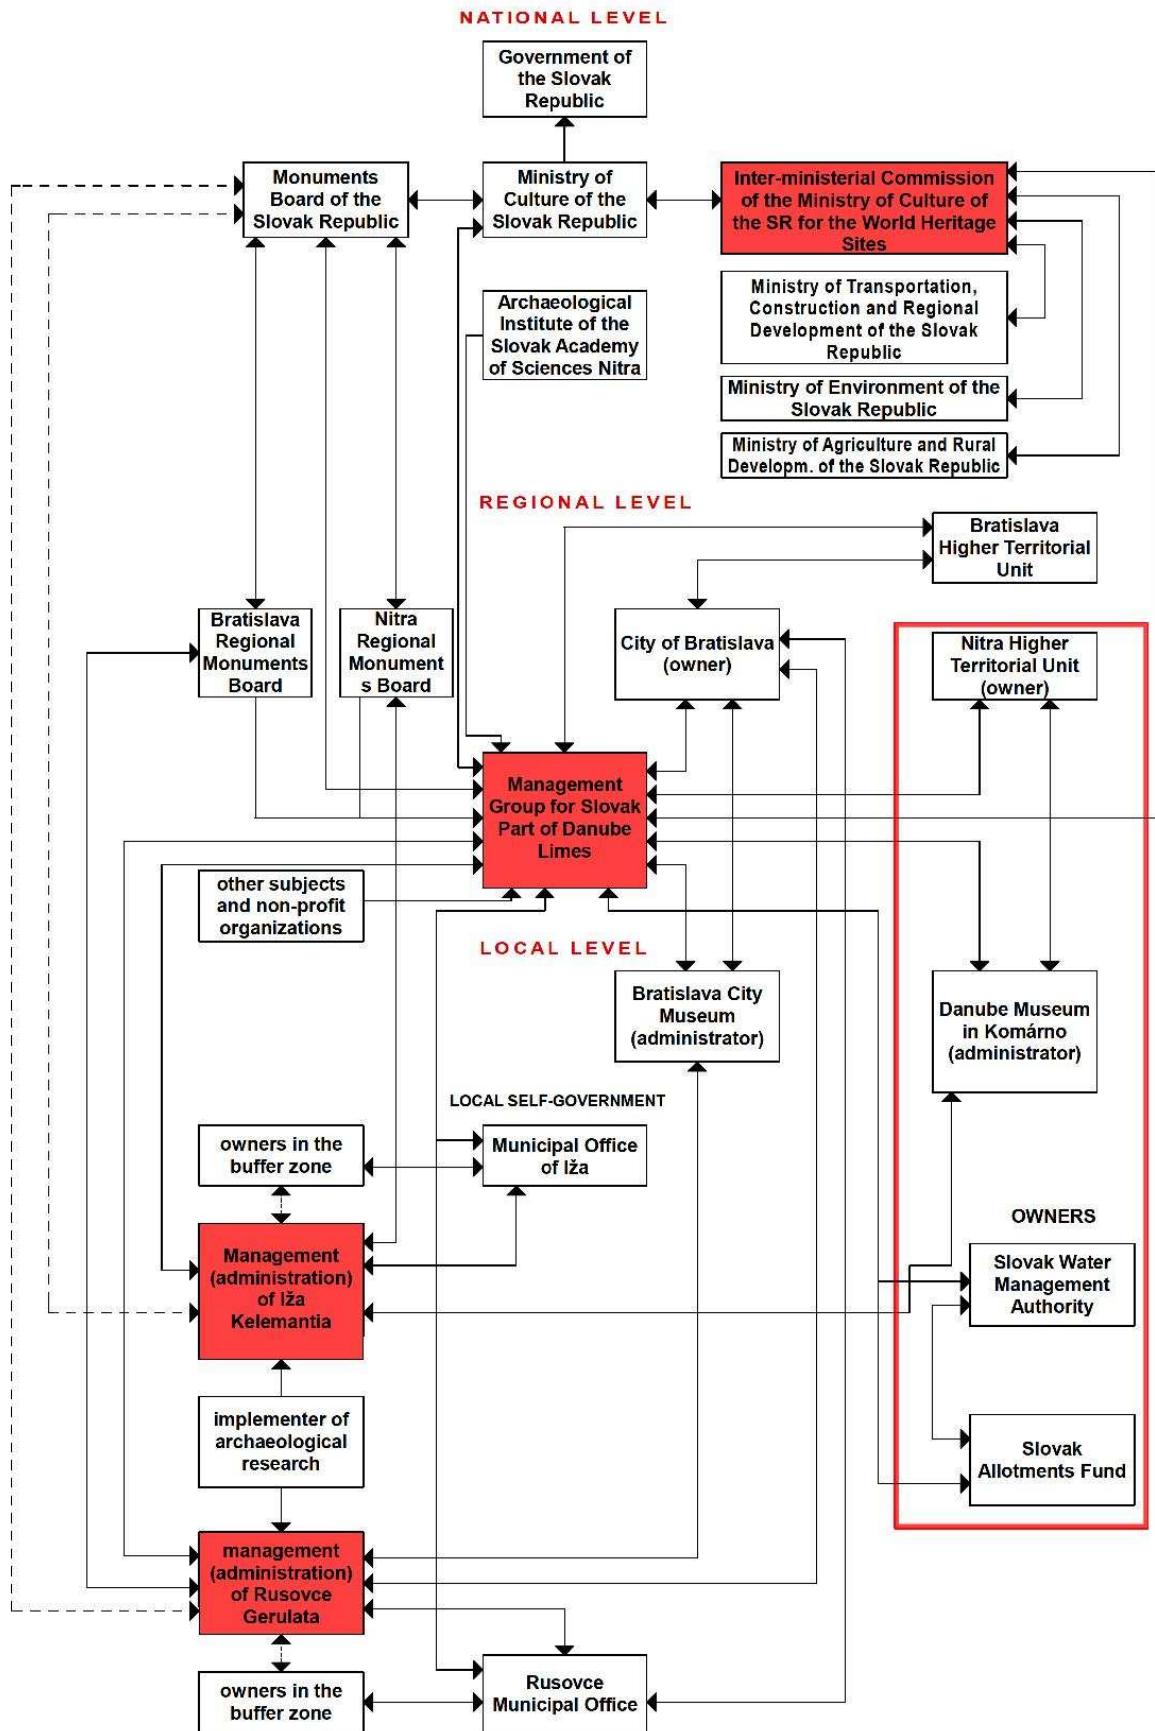 NATIONAL LEVEL
Government of
the Slovak
Republic
Monuments
Board of the
Slovak Republic
Ministry of
Culture of the
Slovak Republic
Inter-ministerial Commission
of the Ministry of Culture of
the SR for the World Heritage
Sites
Archaeological
Institute of the
Slovak Academy
of Sciences Nitra
Ministry of Transportation,
Construction and Regional
Development of the Slovak
Republic
Ministry of Environment of the
Slovak Republic
Ministry of Agriculture and Rural
Developm. of the Slovak Republic
REGIONAL LEVEL
Bratislava
Higher Territorial
Unit
Bratislava
Regional
Monuments
Board
Nitra
Regional
Monument
s Board
City of Bratislava
(owner)
Nitra Higher
Territorial Unit
(owner)
Management
Group for Slovak
Part of Danube
Limes
other subjects
and non-profit
organizations
LOCAL LEVEL
Bratislava City
Museum
(administrator)
Danube Museum
in Komárno
(administrator)
LOCAL SELF-GOVERNMENT
owners in the
buffer zone
Municipal Office
of Iža
OWNERS
Management
(administration)
of Iža
Kelemantia
Slovak Water
Management
Authority
implementer of
archaeological
research
Slovak
Allotments Fund
management
(administration)
of Rusovce
Gerulata
owners in the
buffer zone
Rusovce
Municipal Office